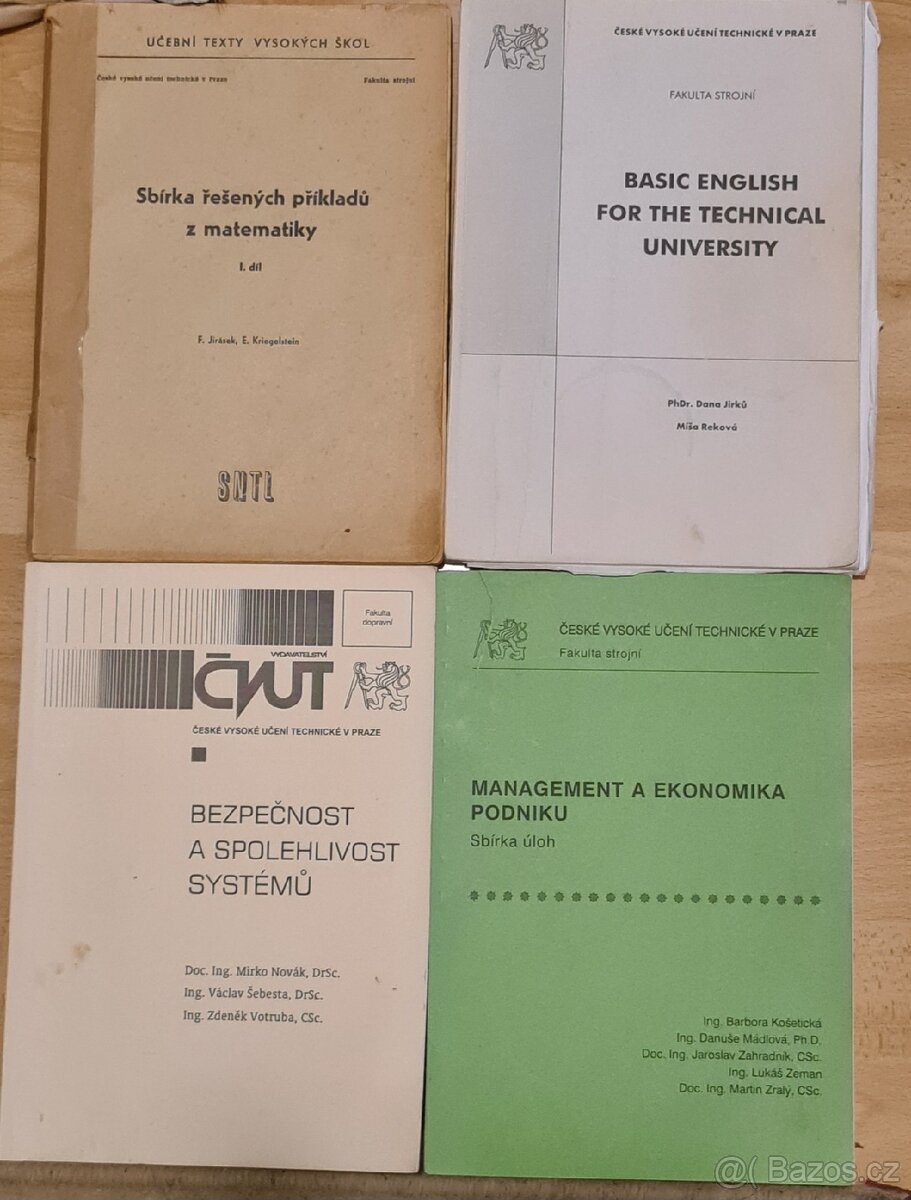 UČEBNÍ TEXTY VYSOKÝCH ŠKOL
České vysoké učení technické v Praze
Fakulta strojní
Sbírka řešených příkladů
z matematiky
I. díl
F. Jirásek, E. Kriegelstein
SNTL
ČESKÉ VYSOKÉ UČENÍ TECHNICKÉ V PRAZE
FAKULTA STROJNÍ
BASIC ENGLISH
FOR THE TECHNICAL
UNIVERSITY
PhDr. Dana Jirků
Míša Reková
Fakulta
dopravní
VYDAVATELSTVÍ
ČVUT
ČESKÉ VYSOKÉ UČENÍ TECHNICKÉ V PRAZE
BEZPEČNOST
A SPOLEHLIVOST
SYSTÉMŮ
Doc. Ing. Mirko Novák, DrSc.
Ing. Václav Šebesta, DrSc.
Ing. Zdeněk Votruba, CSc.
ČESKÉ VYSOKÉ UČENÍ TECHNICKÉ V PRAZE
Fakulta strojní
MANAGEMENT A EKONOMIKA
PODNIKU
Sbírka úloh
Ing. Barbora Košetická
Ing. Danuše Mádlová, Ph.D.
Doc. Ing. Jaroslav Zahradník, CSc.
Ing. Lukáš Zeman
Doc. Ing. Martin Zralý, CSc.
@( Bazos.cz